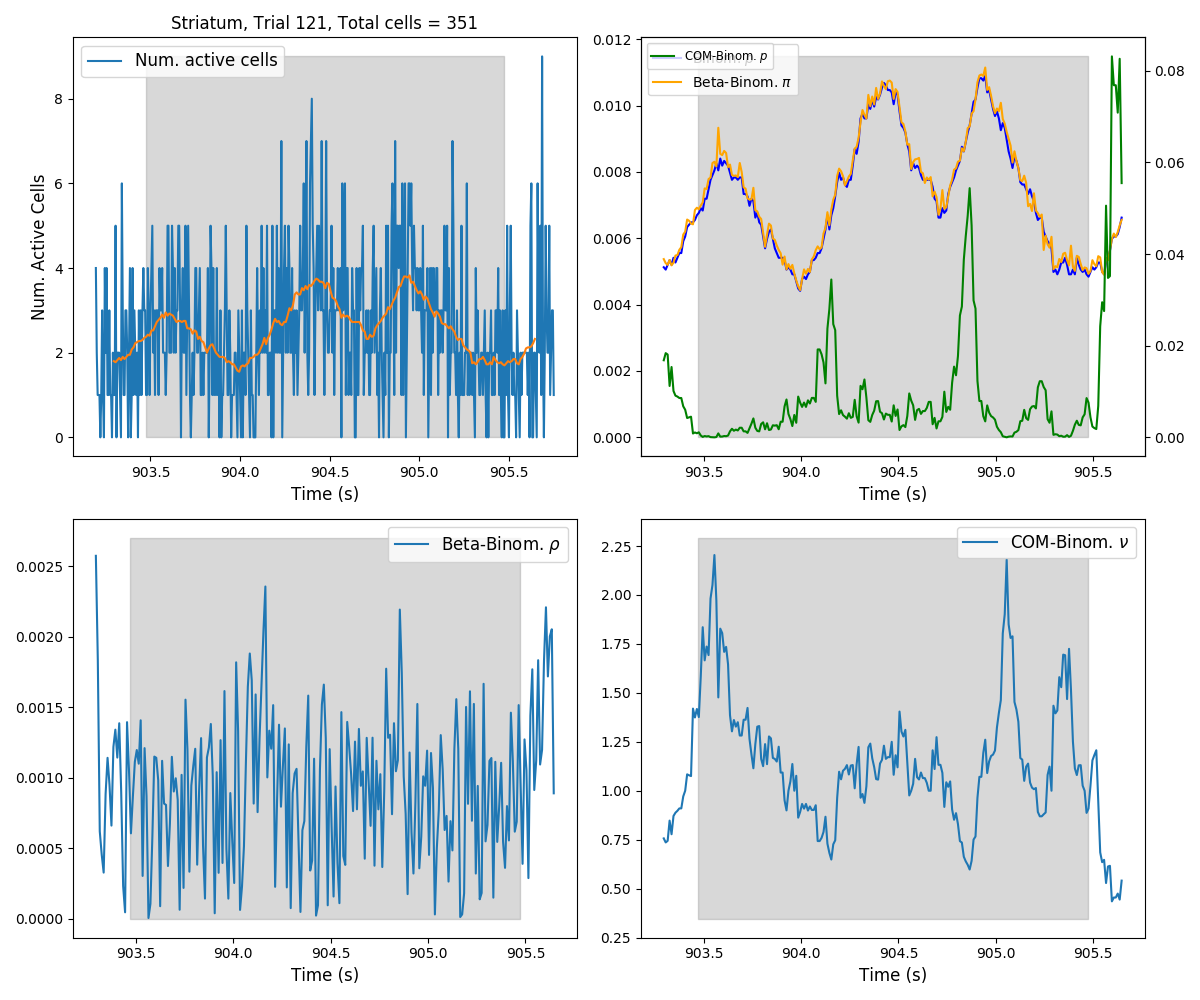 Striatum, Trial 121, Total cells = 351
Num. active cells
Num. Active Cells
8
6
4
2
0
903.5 904.0 904.5 905.0 905.5
Time (s)
COM-Binom. p
Beta-Binom. π
0.012
0.010
0.008
0.006
0.004
0.002
0.000
0.08
0.06
0.04
0.02
0.00
903.5 904.0 904.5 905.0 905.5
Time (s)
Beta-Binom. ρ
0.0025
0.0020
0.0015
0.0010
0.0005
0.0000
903.5 904.0 904.5 905.0 905.5
Time (s)
COM-Binom. ν
2.25
2.00
1.75
1.50
1.25
1.00
0.75
0.50
0.25
903.5 904.0 904.5 905.0 905.5
Time (s)